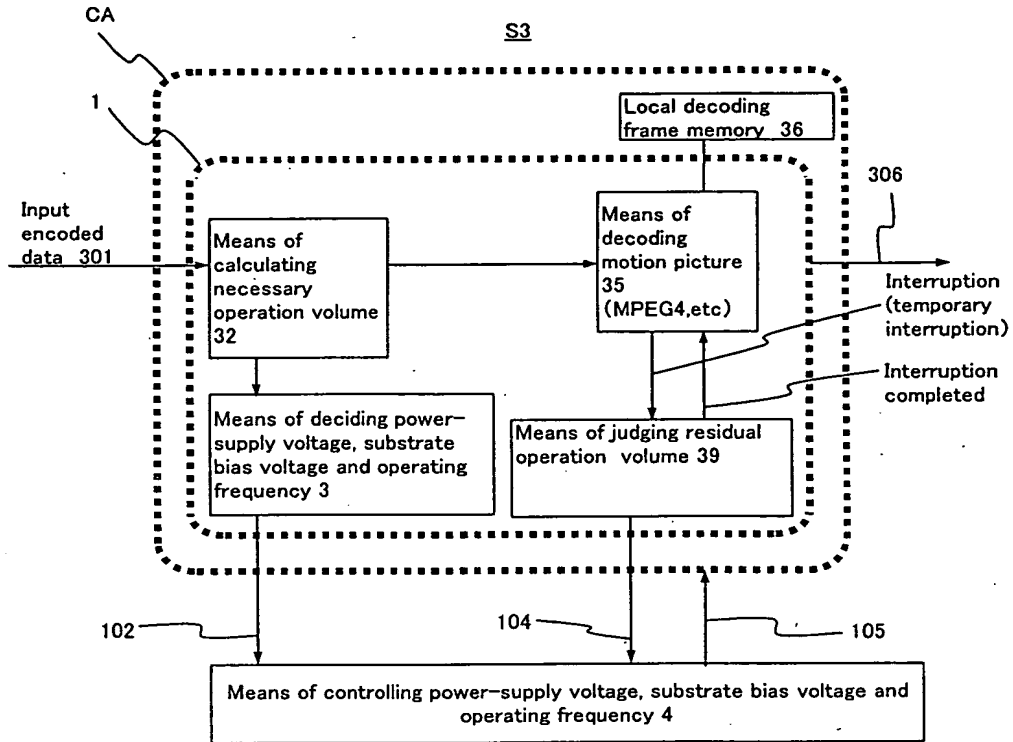 CA
S3
1
Local decoding
frame memory 36
306
Input
encoded
data 301
Means of
calculating
necessary
operation volume
32
Means of
decoding
motion picture
35
(MPEG4,etc)
Interruption
(temporary
interruption)
Interruption
completed
Means of deciding power-
supply voltage, substrate
bias voltage and operating
frequency 3
Means of judging residual
operation volume 39
102
104
105
Means of controlling power-supply voltage, substrate bias voltage and
operating frequency 4